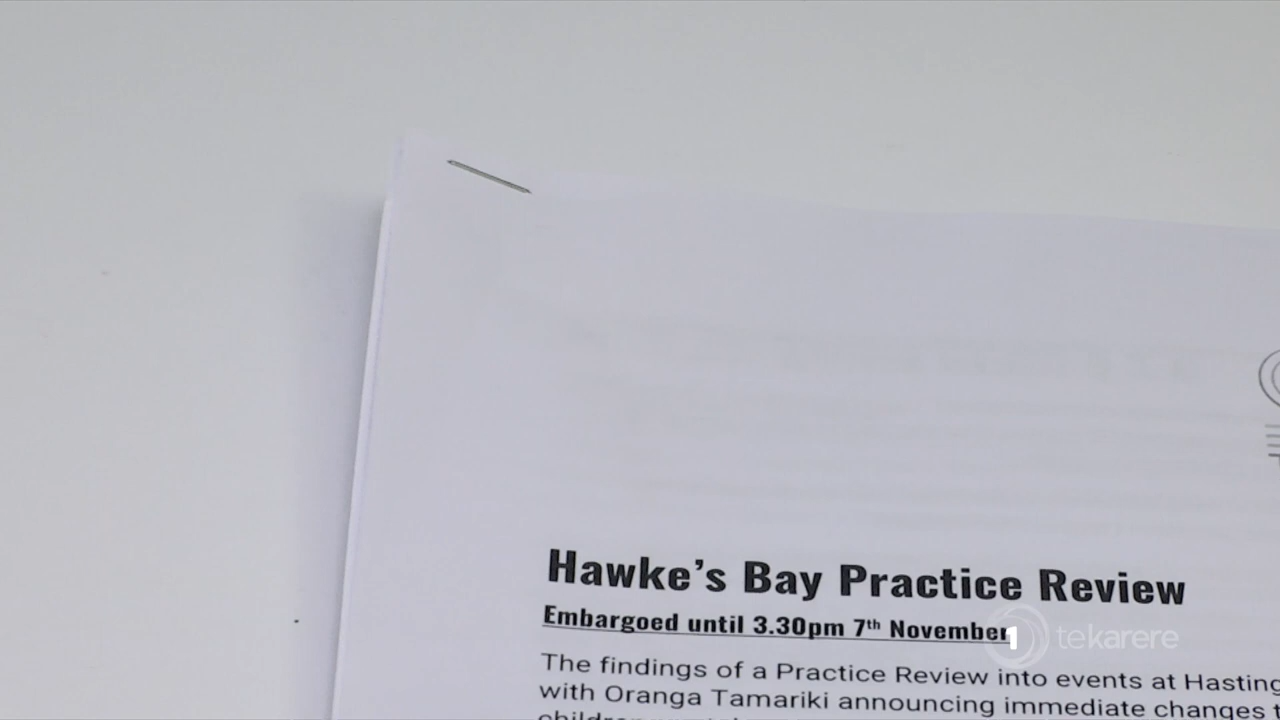 Hawke's Bay Practice Review
Embargoed until 3.30pm 7th November
1 tekarere
The findings of a Practice Review into events at Hasting
with Oranga Tamariki announcing immediate changes t